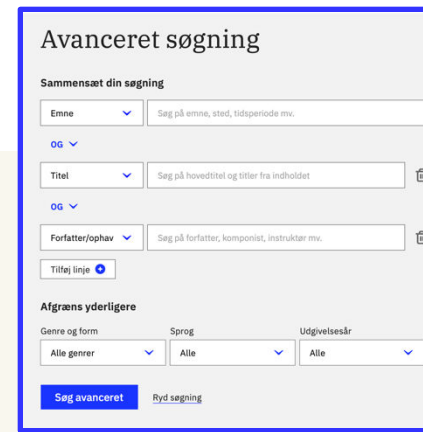 Avanceret søgning
Sammensæt din søgning
Emne Søg på emne, sted, tidsperiode mv.
OG
Titel Søg på hovedtitel og titler fra indholdet
OG
Forfatter/ophav Søg på forfatter, komponist, instruktør mv.
Tilføj linje
Afgræns yderligere
Genre og form Sprog Udgivelsesår
Alle genrer Alle Alle
Søg avanceret Ryd søgning